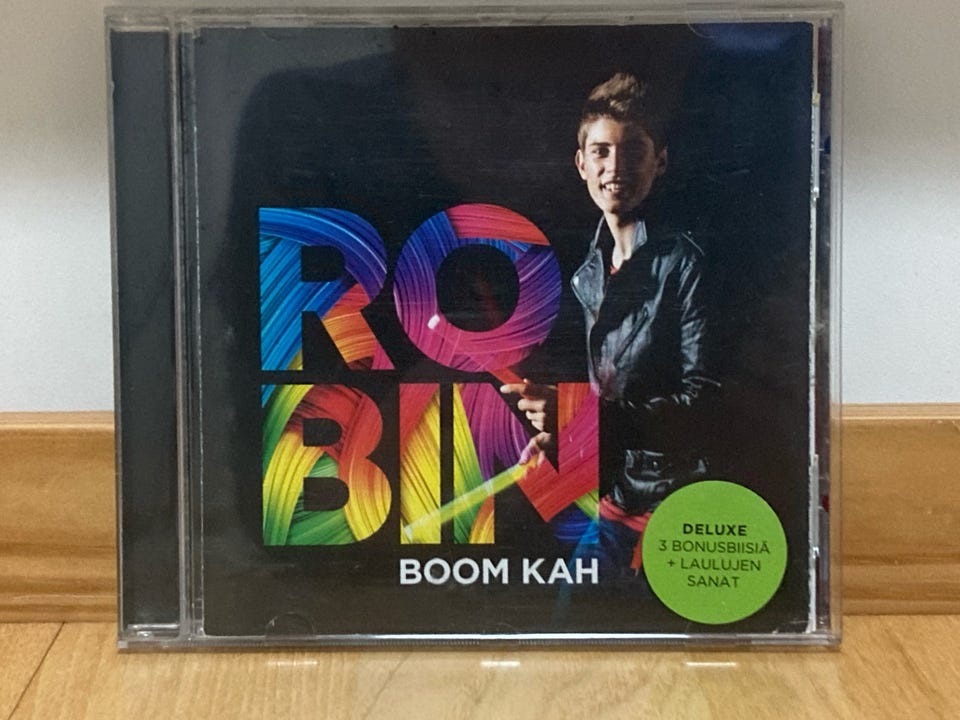 RO
BIN
BOOM KAH
DELUXE
3 BONUSBIISIÄ
+ LAULUJEN
SANAT